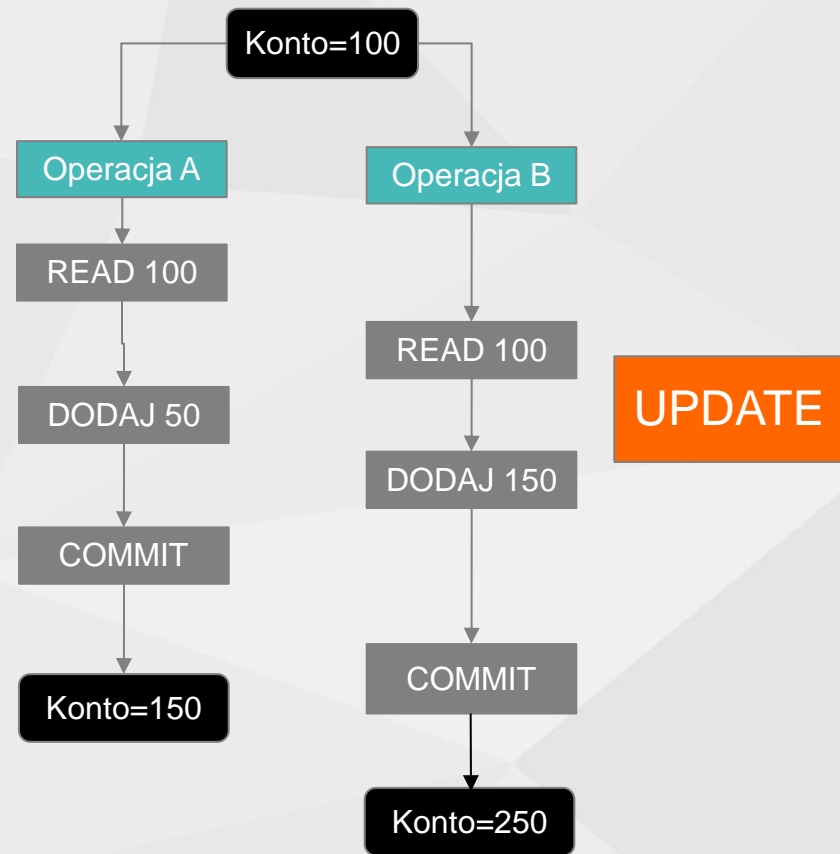 Konto=100
Operacja A
READ 100
DODAJ 50
COMMIT
Konto=150
Operacja B
READ 100
DODAJ 150
COMMIT
Konto=250
UPDATE